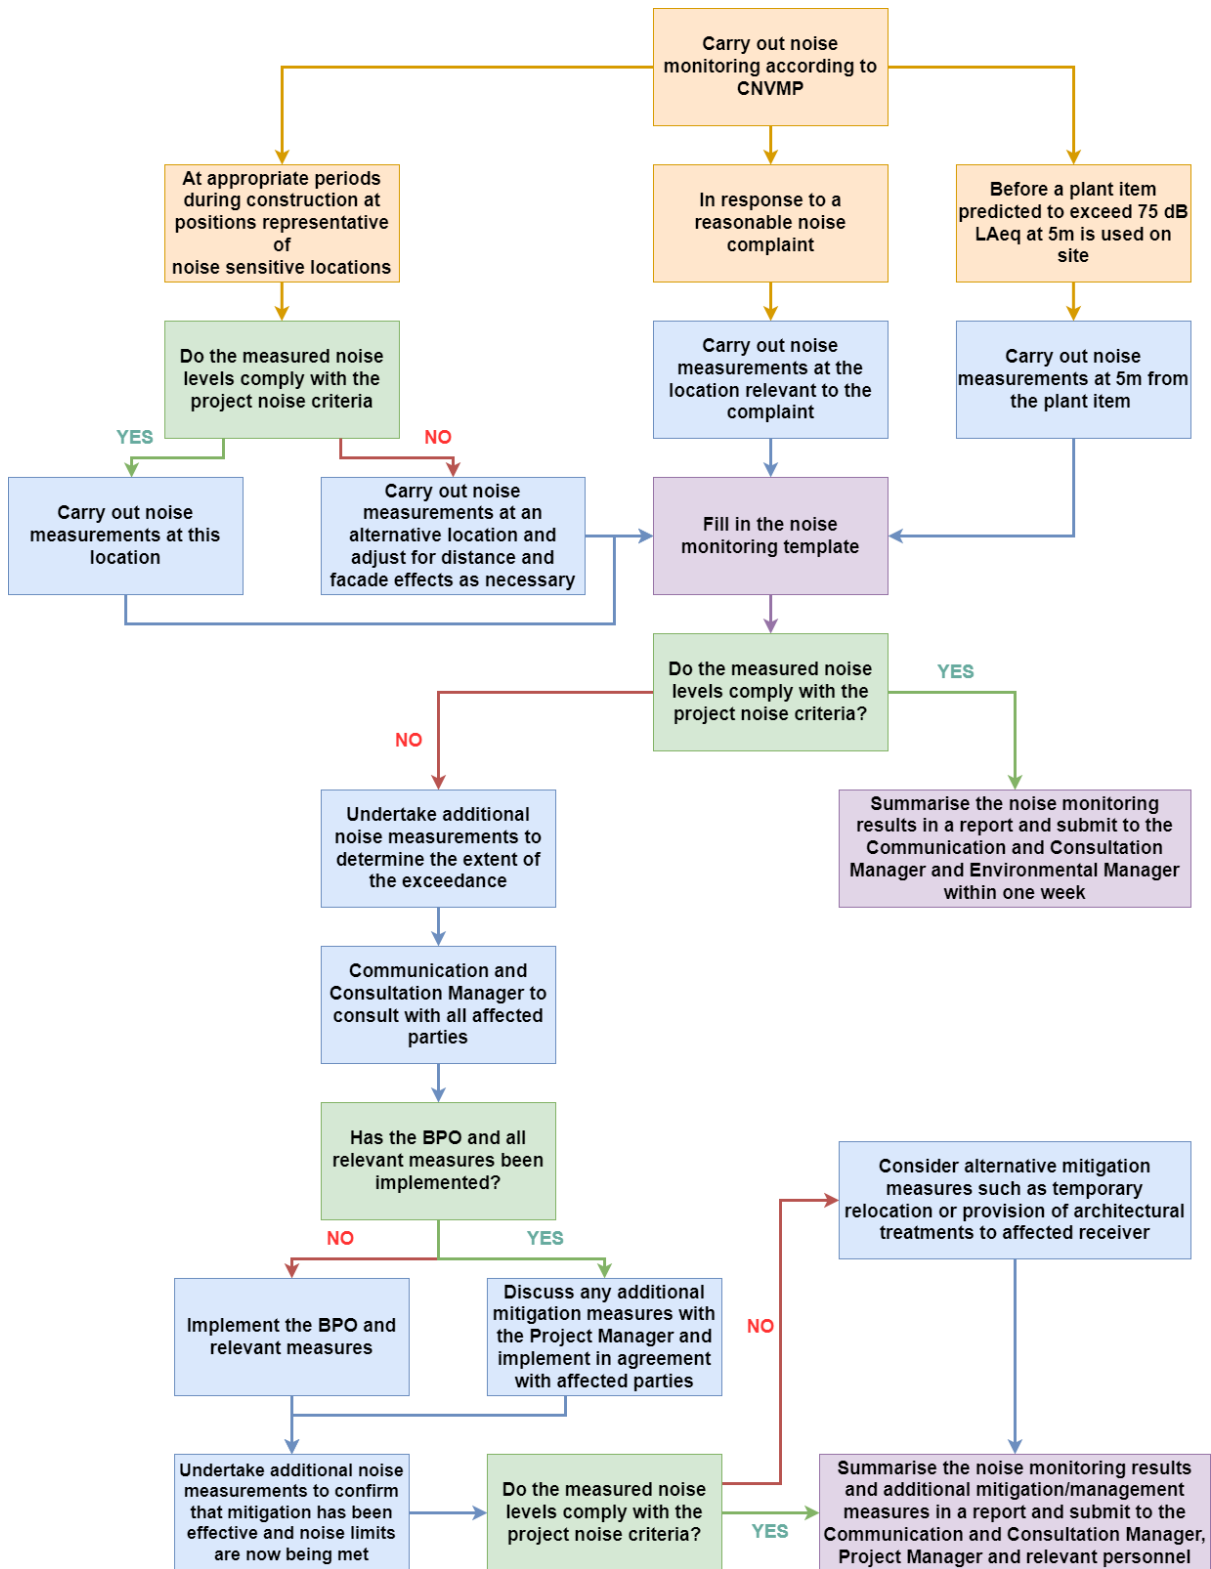 Carry out noise
monitoring according to
CNVMP
At appropriate periods
during construction at
positions representative
of
noise sensitive locations
In response to a
reasonable noise
complaint
Before a plant item
predicted to exceed 75 dB
LAeq at 5m is used on
site
Do the measured noise
levels comply with the
project noise criteria
Carry out noise
measurements at the
location relevant to the
complaint
Carry out noise
measurements at 5m from
the plant item
YES
NO
Carry out noise
measurements at this
location
Carry out noise
measurements at an
alternative location and
adjust for distance and
facade effects as necessary
Fill in the noise
monitoring template
Do the measured noise
levels comply with the
project noise criteria?
YES
NO
Undertake additional
noise measurements to
determine the extent of
the exceedance
Summarise the noise monitoring
results in a report and submit to the
Communication and Consultation
Manager and Environmental Manager
within one week
Communication and
Consultation Manager to
consult with all affected
parties
Has the BPO and all
relevant measures been
implemented?
Consider alternative mitigation
measures such as temporary
relocation or provision of architectural
treatments to affected receiver
NO
YES
Implement the BPO and
relevant measures
Discuss any additional
mitigation measures with
the Project Manager and
implement in agreement
with affected parties
NO
Undertake additional noise
measurements to confirm
that mitigation has been
effective and noise limits
are now being met
Do the measured noise
levels comply with the
project noise criteria?
YES
Summarise the noise monitoring results
and additional mitigation/management
measures in a report and submit to the
Communication and Consultation Manager,
Project Manager and relevant personnel